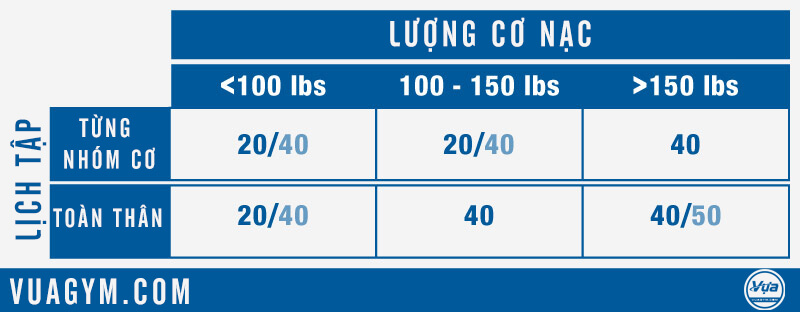 LƯỢNG CƠ NẠC
<100 lbs 100 - 150 lbs >150 lbs
LỊCH TẬP
TỪNG NHÓM CƠ 20/40 20/40 40
TOÀN THÂN 20/40 40 40/50
VUAGYM.COM
Vựa